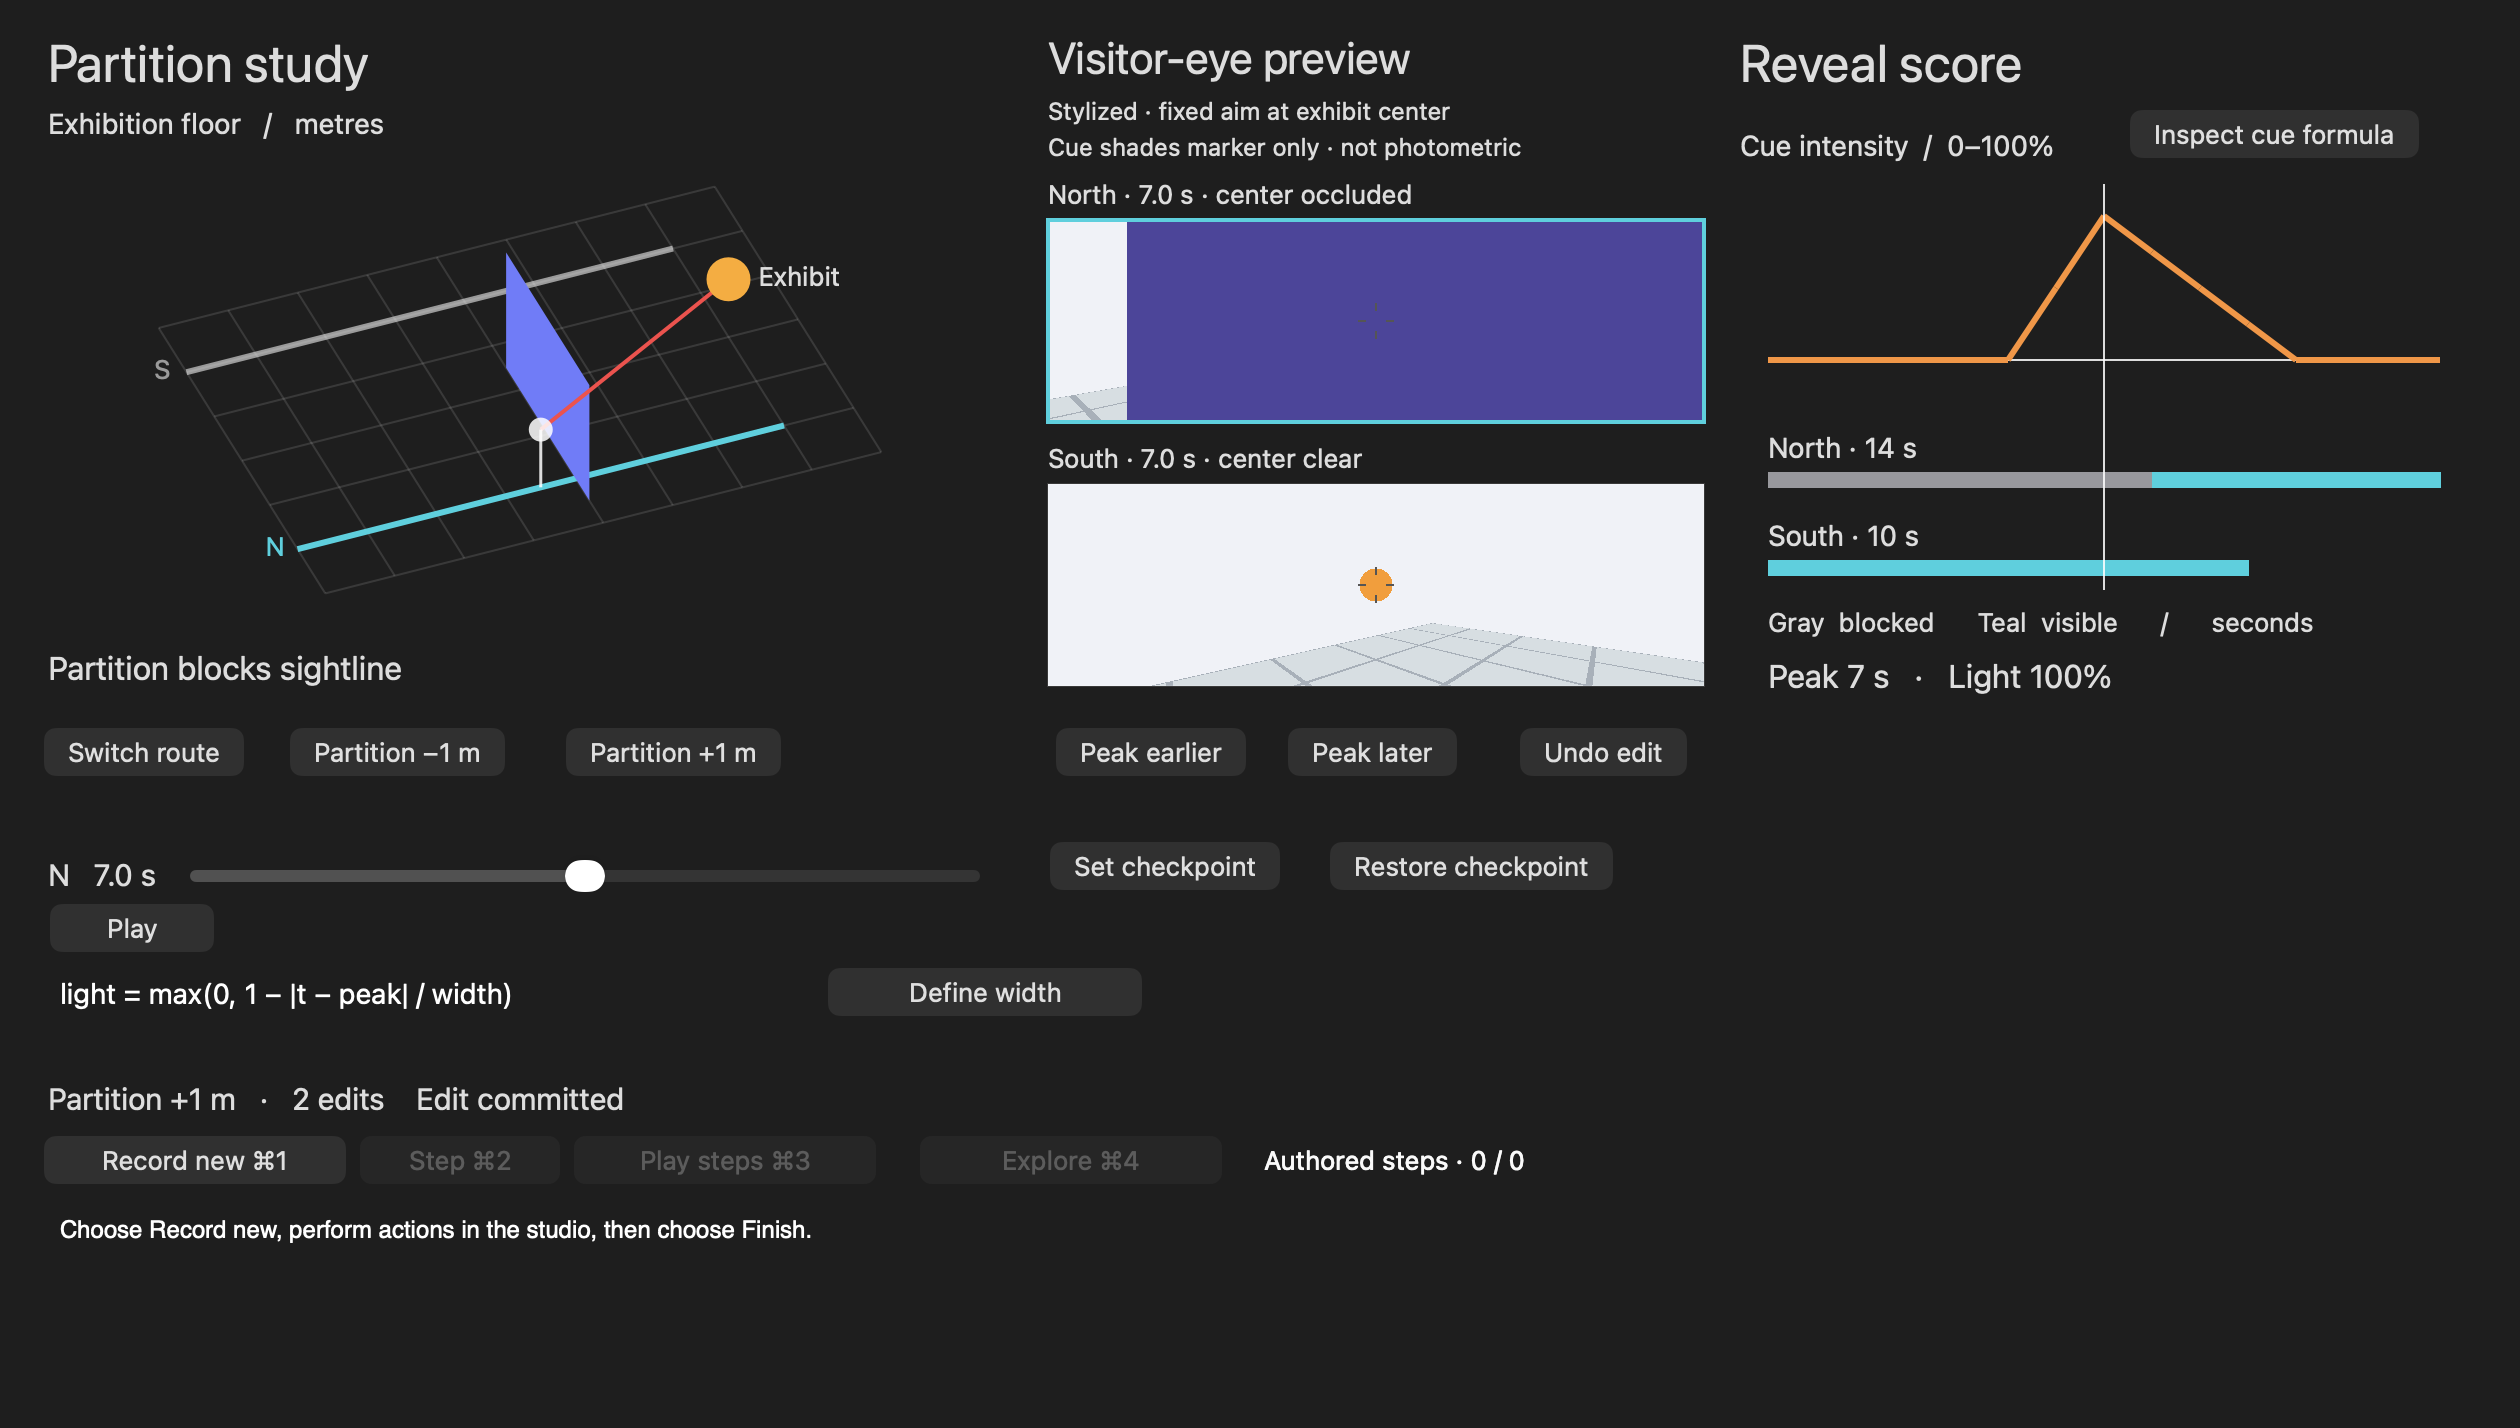 Partition study
Exhibition floor / metres
Exhibit
S
N
Partition blocks sightline
Switch route
Partition −1 m
Partition +1 m
N 7.0 s
Play
light = max(0, 1 − |t − peak| / width)
Define width
Visitor-eye preview
Stylized · fixed aim at exhibit center
Cue shades marker only · not photometric
North · 7.0 s · center occluded
South · 7.0 s · center clear
Peak earlier
Peak later
Undo edit
Set checkpoint
Restore checkpoint
Reveal score
Cue intensity / 0–100%
Inspect cue formula
North · 14 s
South · 10 s
Gray blocked Teal visible / seconds
Peak 7 s · Light 100%
Partition +1 m · 2 edits Edit committed
Record new ⌘1
Step ⌘2
Play steps ⌘3
Explore ⌘4
Authored steps · 0 / 0
Choose Record new, perform actions in the studio, then choose Finish.